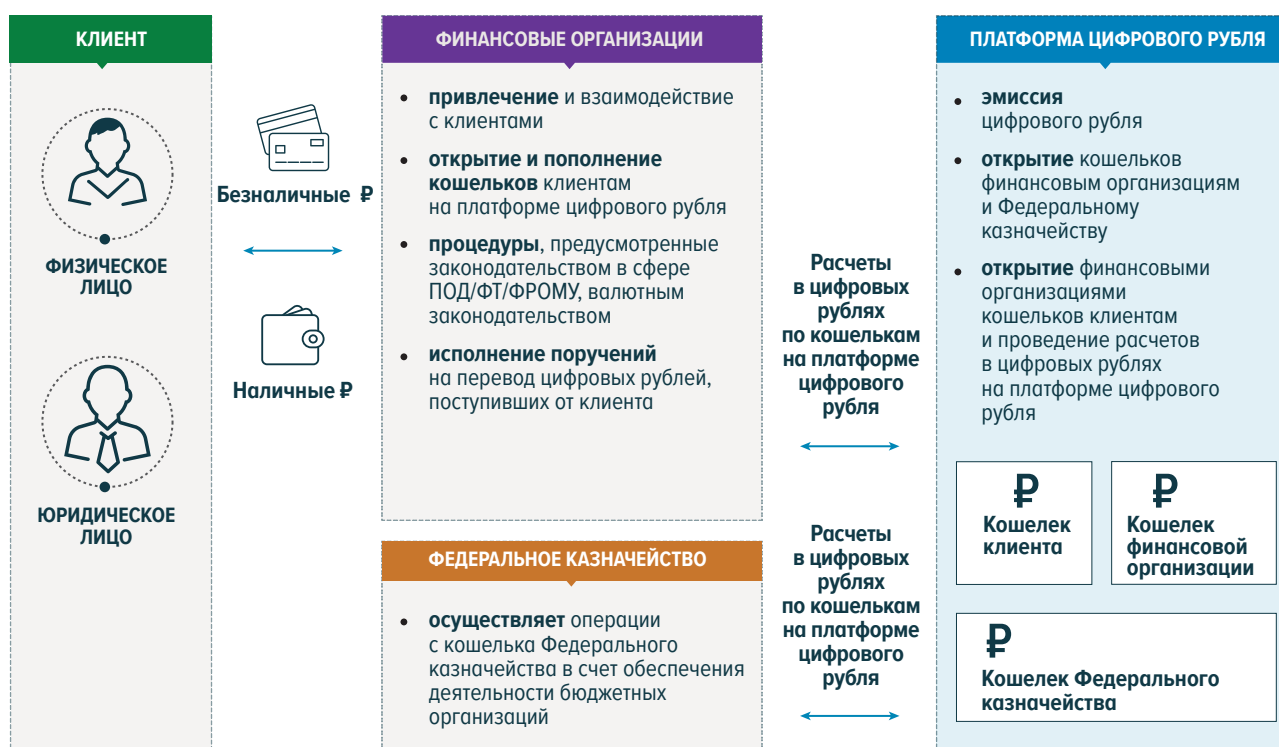 КЛИЕНТ
ФИЗИЧЕСКОЕ
ЛИЦО
ЮРИДИЧЕСКОЕ
ЛИЦО
Безналичные ₽
Наличные ₽
ФИНАНСОВЫЕ ОРГАНИЗАЦИИ
• привлечение и взаимодействие
с клиентами
• открытие и пополнение
кошельков клиентам
на платформе цифрового рубля
• процедуры, предусмотренные
законодательством в сфере
ПОД/ФТ/ФРОМУ, валютным
законодательством
• исполнение поручений
на перевод цифровых рублей,
поступивших от клиента
ФЕДЕРАЛЬНОЕ КАЗНАЧЕЙСТВО
• осуществляет операции
с кошелька Федерального
казначейства в счет обеспечения
деятельности бюджетных
организаций
Расчеты
в цифровых
рублях
по кошелькам
на платформе
цифрового
рубля
Расчеты
в цифровых
рублях
по кошелькам
на платформе
цифрового
рубля
ПЛАТФОРМА ЦИФРОВОГО РУБЛЯ
• эмиссия
цифрового рубля
• открытие кошельков
финансовым организациям
и Федеральному
казначейству
• открытие финансовыми
организациями
кошельков клиентам
и проведение расчетов
в цифровых рублях
на платформе цифрового
рубля
₽
Кошелек
клиента
₽
Кошелек
финансовой
организации
₽
Кошелек Федерального
казначейства